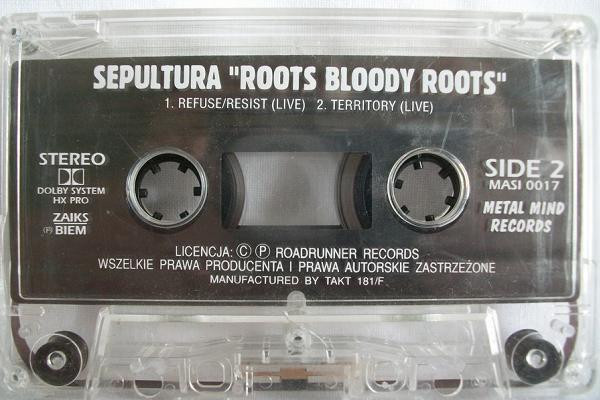 SEPULTURA "ROOTS BLOODY ROOTS"
1. REFUSE/RESIST (LIVE) 2. TERRITORY (LIVE)
STEREO
DOLBY SYSTEM
HX PRO
ZAIKS
Ⓟ BIEM
SIDE 2
MASI 0017
METAL MIND
RECORDS
LICENCJA: © Ⓟ ROADRUNNER RECORDS
WSZELKIE PRAWA PRODUCENTA I PRAWA AUTORSKIE ZASTRZEŻONE
MANUFACTURED BY TAKT 181/F